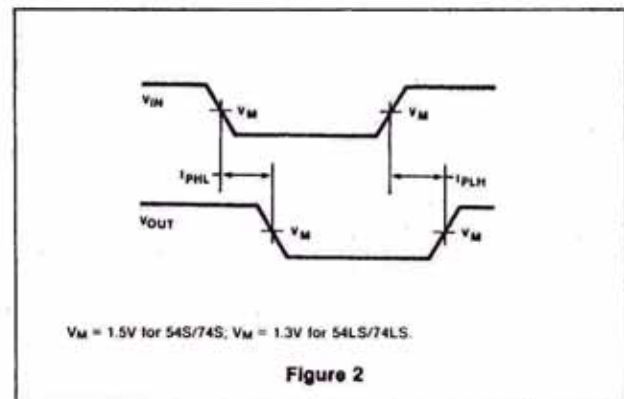 VIN
VM
VM
tPHL
tPLH
VOUT
VM
VM
VM = 1.5V for 54S/74S; VM = 1.3V for 54LS/74LS.
Figure 2